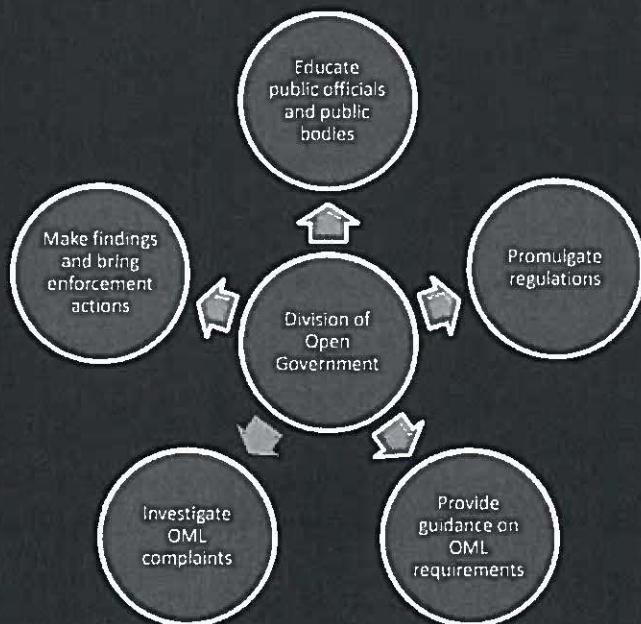 Educate
public officials
and public
bodies
Make findings
and bring
enforcement
actions
Promulgate
regulations
Division of
Open
Government
Investigate
OML
complaints
Provide
guidance on
OML
requirements